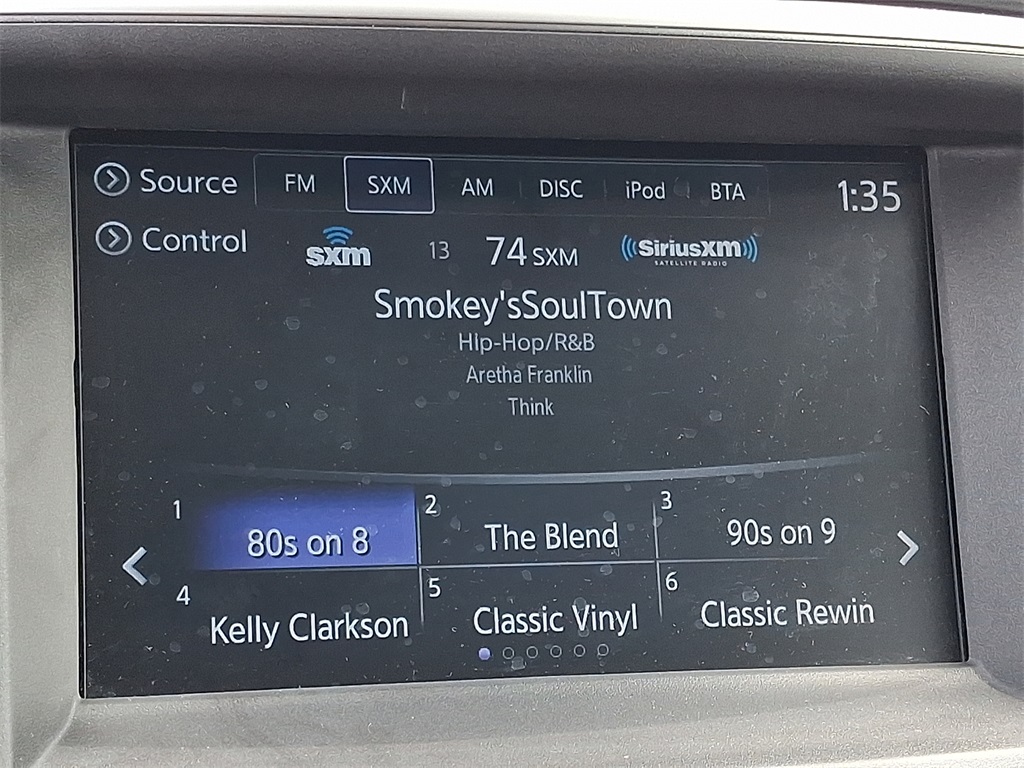 Source FM SXM AM DISC iPod BTA 1:35
Control sxm 13 74 SXM SiriusXM
SATELLITE RADIO
Smokey'sSoulTown
Hip-Hop/R&B
Aretha Franklin
Think
1 80s on 8 2 The Blend 3 90s on 9
4 Kelly Clarkson 5 Classic Vinyl 6 Classic Rewin